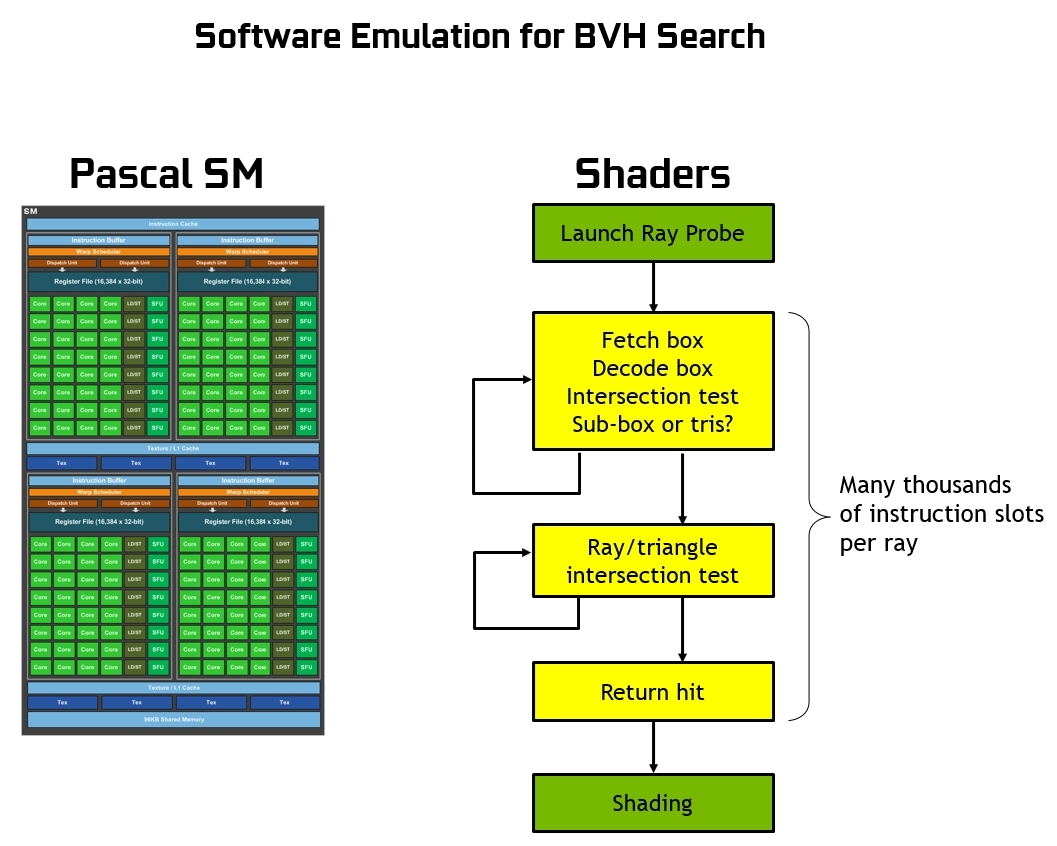 Software Emulation for BVH Search
Pascal SM
SM
Instruction Cache
Instruction Buffer Instruction Buffer
Warp Scheduler Warp Scheduler
Dispatch Unit Dispatch Unit Dispatch Unit Dispatch Unit
Register File (16,384 x 32-bit) Register File (16,384 x 32-bit)
Core Core Core Core LD/ST SFU Core Core Core Core LD/ST SFU
Core Core Core Core LD/ST SFU Core Core Core Core LD/ST SFU
Core Core Core Core LD/ST SFU Core Core Core Core LD/ST SFU
Core Core Core Core LD/ST SFU Core Core Core Core LD/ST SFU
Core Core Core Core LD/ST SFU Core Core Core Core LD/ST SFU
Core Core Core Core LD/ST SFU Core Core Core Core LD/ST SFU
Core Core Core Core LD/ST SFU Core Core Core Core LD/ST SFU
Core Core Core Core LD/ST SFU Core Core Core Core LD/ST SFU
Texture / L1 Cache
Tex Tex Tex Tex
Instruction Buffer Instruction Buffer
Warp Scheduler Warp Scheduler
Dispatch Unit Dispatch Unit Dispatch Unit Dispatch Unit
Register File (16,384 x 32-bit) Register File (16,384 x 32-bit)
Core Core Core Core LD/ST SFU Core Core Core Core LD/ST SFU
Core Core Core Core LD/ST SFU Core Core Core Core LD/ST SFU
Core Core Core Core LD/ST SFU Core Core Core Core LD/ST SFU
Core Core Core Core LD/ST SFU Core Core Core Core LD/ST SFU
Core Core Core Core LD/ST SFU Core Core Core Core LD/ST SFU
Core Core Core Core LD/ST SFU Core Core Core Core LD/ST SFU
Core Core Core Core LD/ST SFU Core Core Core Core LD/ST SFU
Core Core Core Core LD/ST SFU Core Core Core Core LD/ST SFU
Texture / L1 Cache
Tex Tex Tex Tex
96KB Shared Memory
Shaders
Launch Ray Probe
Fetch box
Decode box
Intersection test
Sub-box or tris?
Ray/triangle
intersection test
Return hit
Shading
Many thousands
of instruction slots
per ray